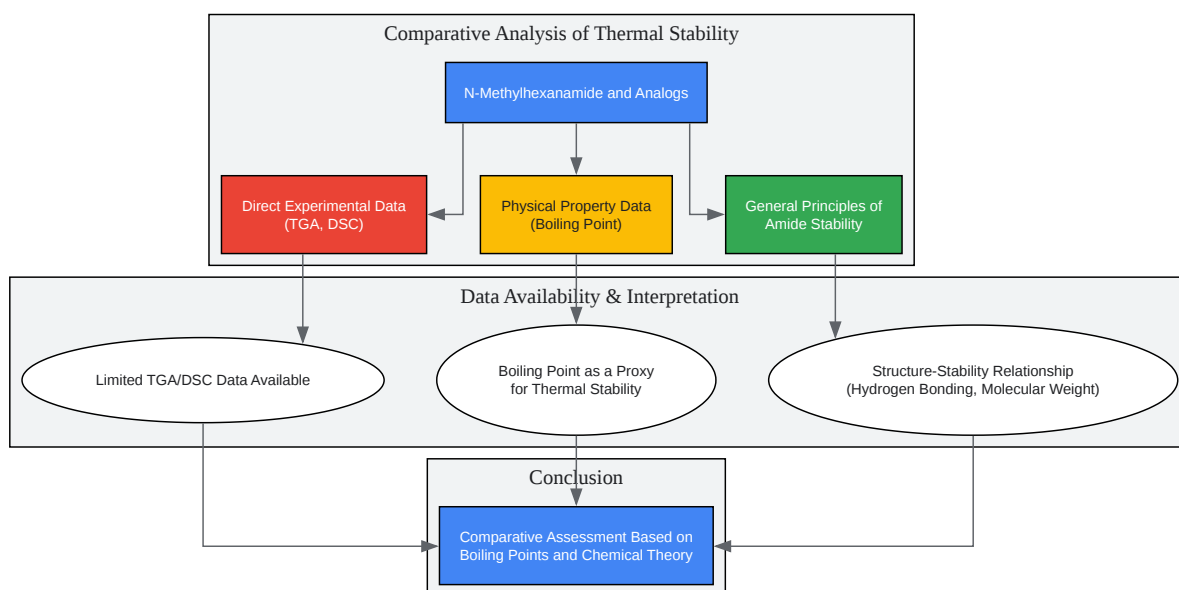 Comparative Analysis of Thermal Stability
N-Methylhexanamide and Analogs
Direct Experimental Data
(TGA, DSC)
Physical Property Data
(Boiling Point)
General Principles of
Amide Stability
Data Availability & Interpretation
Limited TGA/DSC Data Available
Boiling Point as a Proxy
for Thermal Stability
Structure-Stability Relationship
(Hydrogen Bonding, Molecular Weight)
Conclusion
Comparative Assessment Based on
Boiling Points and Chemical Theory